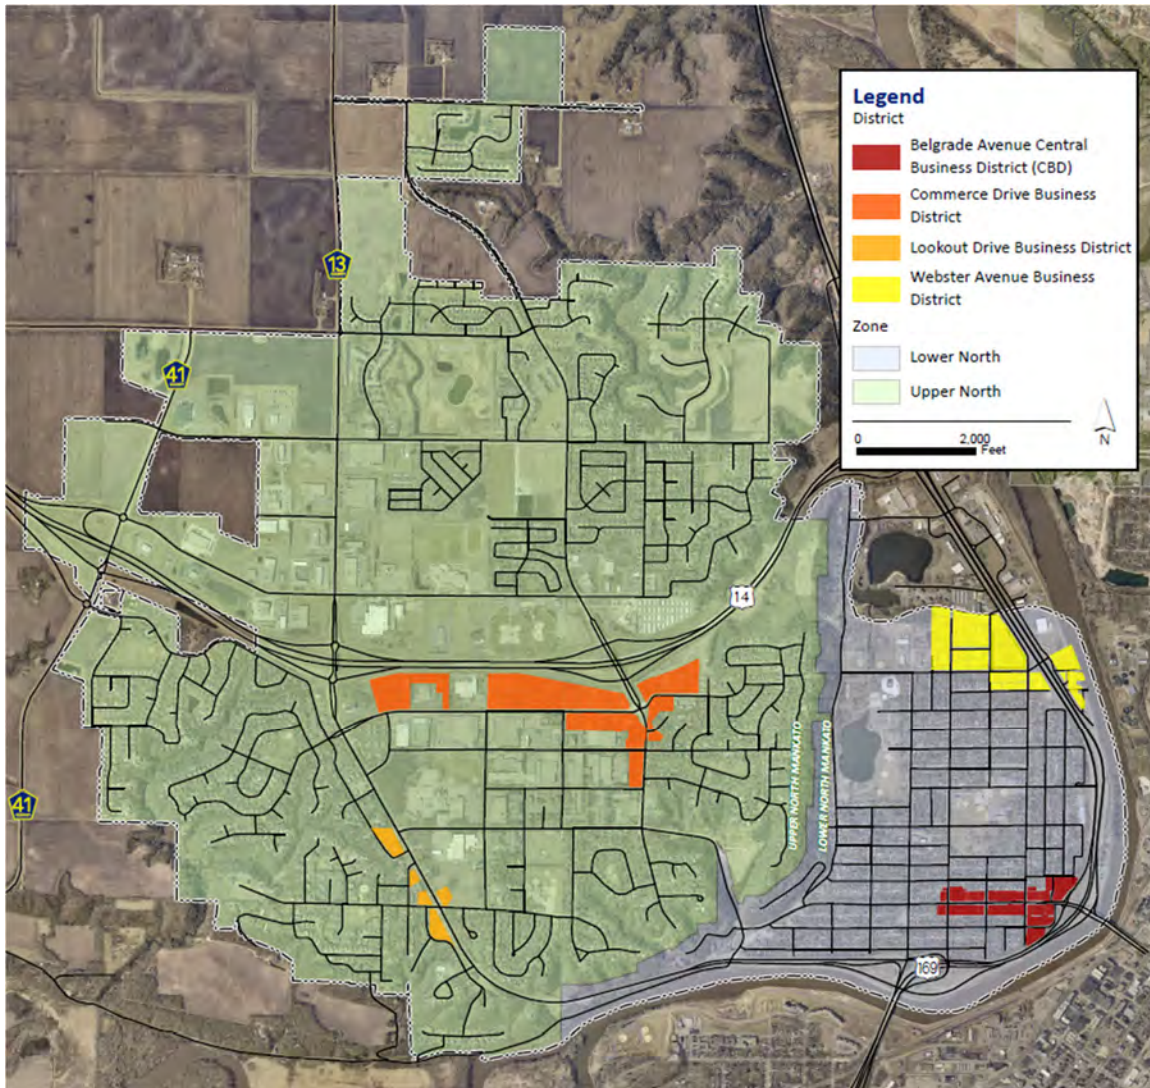 Legend
District
Belgrade Avenue Central
Business District (CBD)
Commerce Drive Business
District
Lookout Drive Business District
Webster Avenue Business
District
Zone
Lower North
Upper North
N
0 2,000
Feet
13
41
14
UPPER NORTH MANKATO
LOWER NORTH MANKATO
41
169